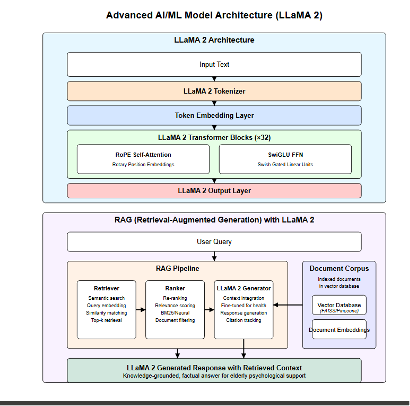 Advanced AI/ML Model Architecture (LLaMA 2)
LLaMA 2 Architecture
Input Text
LLaMA 2 Tokenizer
Token Embedding Layer
LLaMA 2 Transformer Blocks (×32)
RoPE Self-Attention
Rotary Position Embeddings
SwiGLU FFN
Swish Gated Linear Units
LLaMA 2 Output Layer
RAG (Retrieval-Augmented Generation) with LLaMA 2
User Query
RAG Pipeline
Retriever
Semantic search
Query embedding
Similarity matching
Top-k retrieval
Ranker
Re-ranking
Relevance scoring
BM25/Neural
Document filtering
LLaMA 2 Generator
Context integration
Fine-tuned for health
Response generation
Citation tracking
Document Corpus
Indexed documents
in vector database
Vector Database
(FAISS/Pinecone)
Document Embeddings
LLaMA 2 Generated Response with Retrieved Context
Knowledge-grounded, factual answer for elderly psychological support